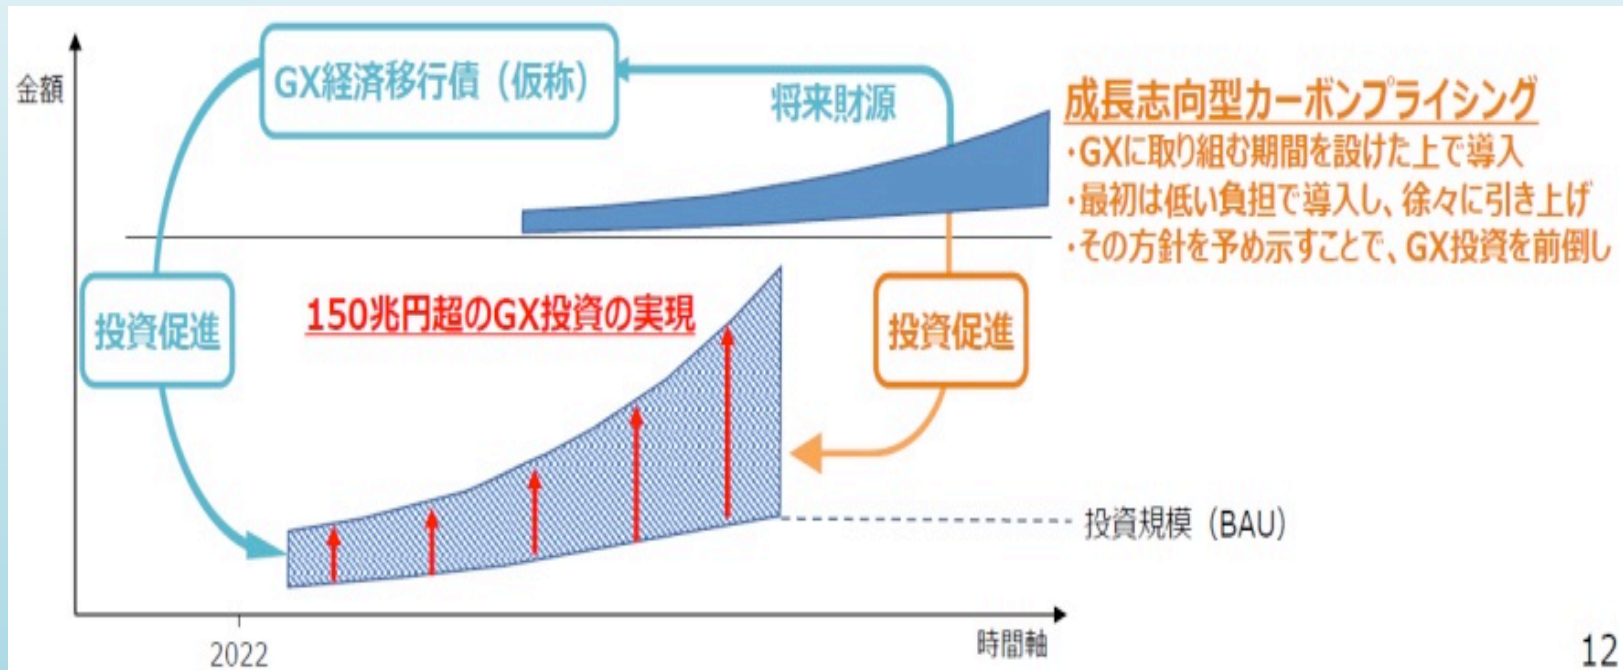 金額
GX経済移行債（仮称）
将来財源
成長志向型カーボンプライシング
・GXに取り組む期間を設けた上で導入
・最初は低い負担で導入し、徐々に引き上げ
・その方針を予め示すことで、GX投資を前倒し
投資促進
150兆円超のGX投資の実現
投資促進
投資規模（BAU）
2022
時間軸
12